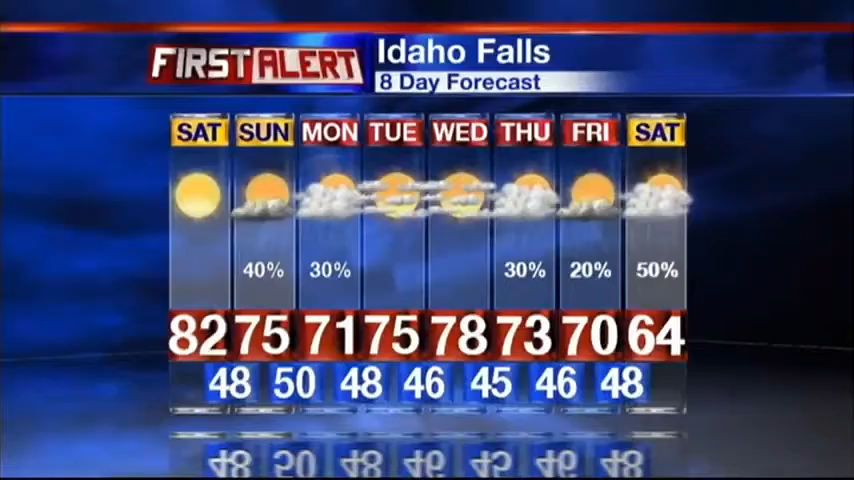 FIRST ALERT
Idaho Falls
8 Day Forecast
SAT SUN MON TUE WED THU FRI SAT
40% 30% 30% 20% 50%
82 75 71 75 78 73 70 64
48 50 48 46 45 46 48